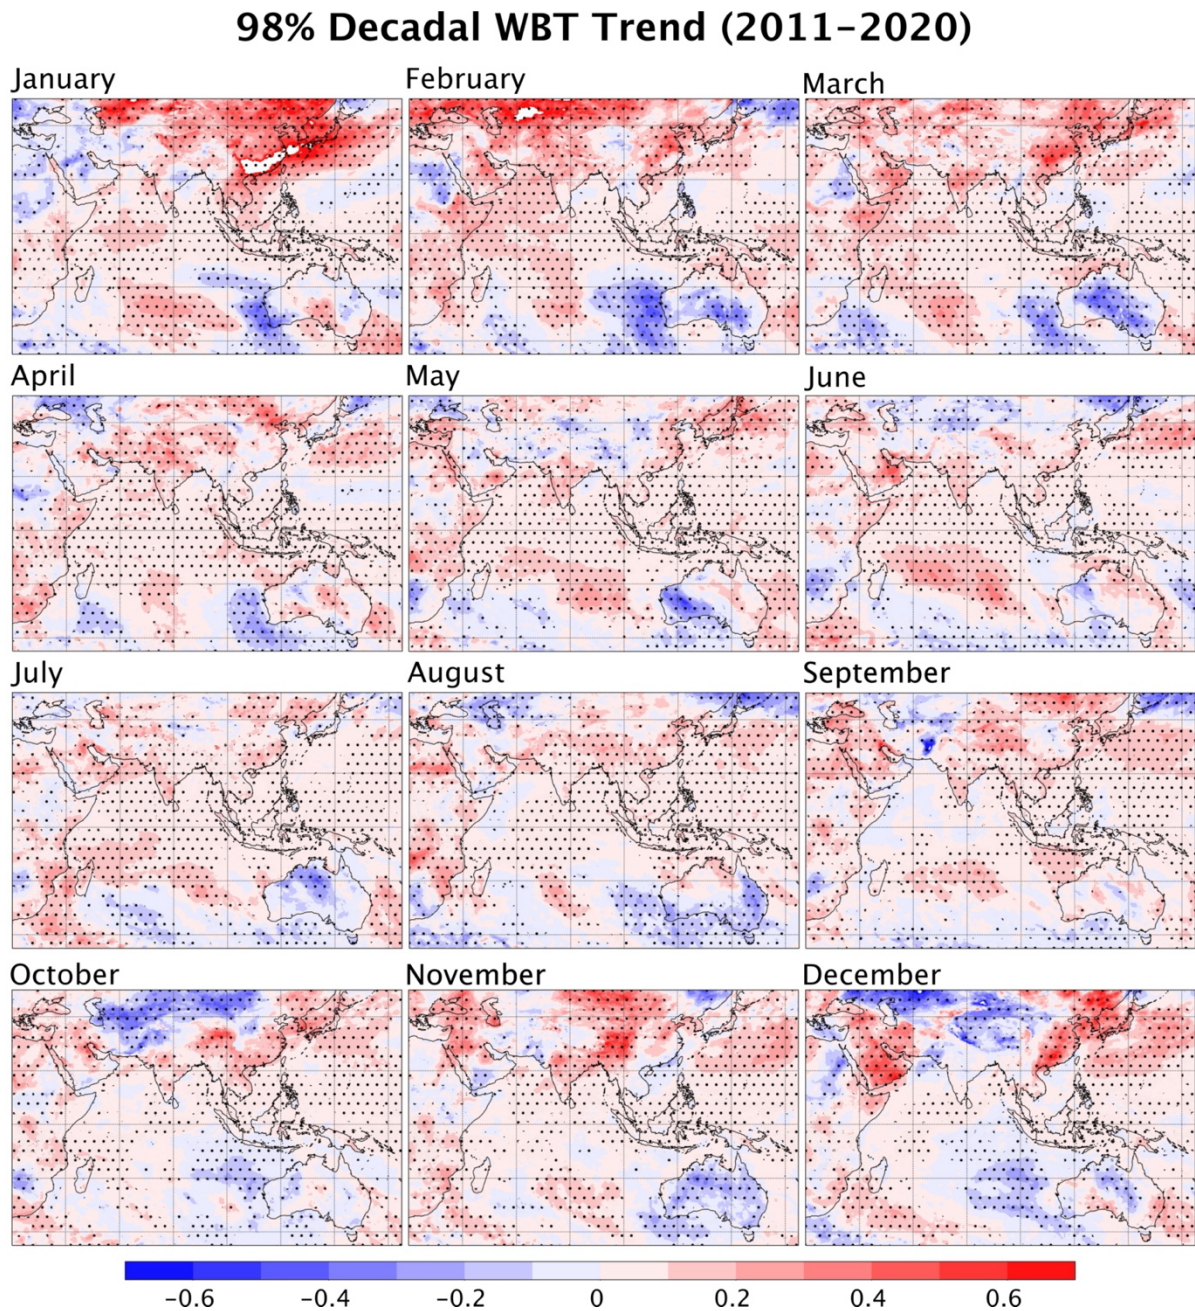 98% Decadal WBT Trend (2011–2020)
January February March
April May June
July August September
October November December
−0.6 −0.4 −0.2 0 0.2 0.4 0.6